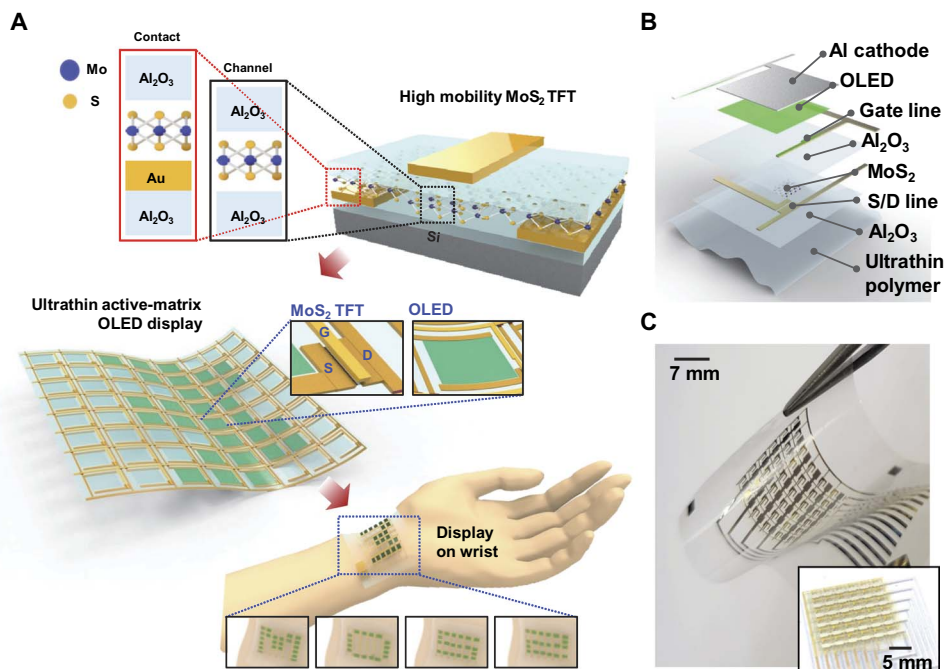 A
Contact
Mo
S
Al₂O₃
Au
Al₂O₃
Channel
Al₂O₃
Al₂O₃
High mobility MoS₂ TFT
Si
Ultrathin active-matrix
OLED display
MoS₂ TFT
G
S
D
OLED
Display
on wrist
B
Al cathode
OLED
Gate line
Al₂O₃
MoS₂
S/D line
Al₂O₃
Ultrathin
polymer
C
7 mm
5 mm